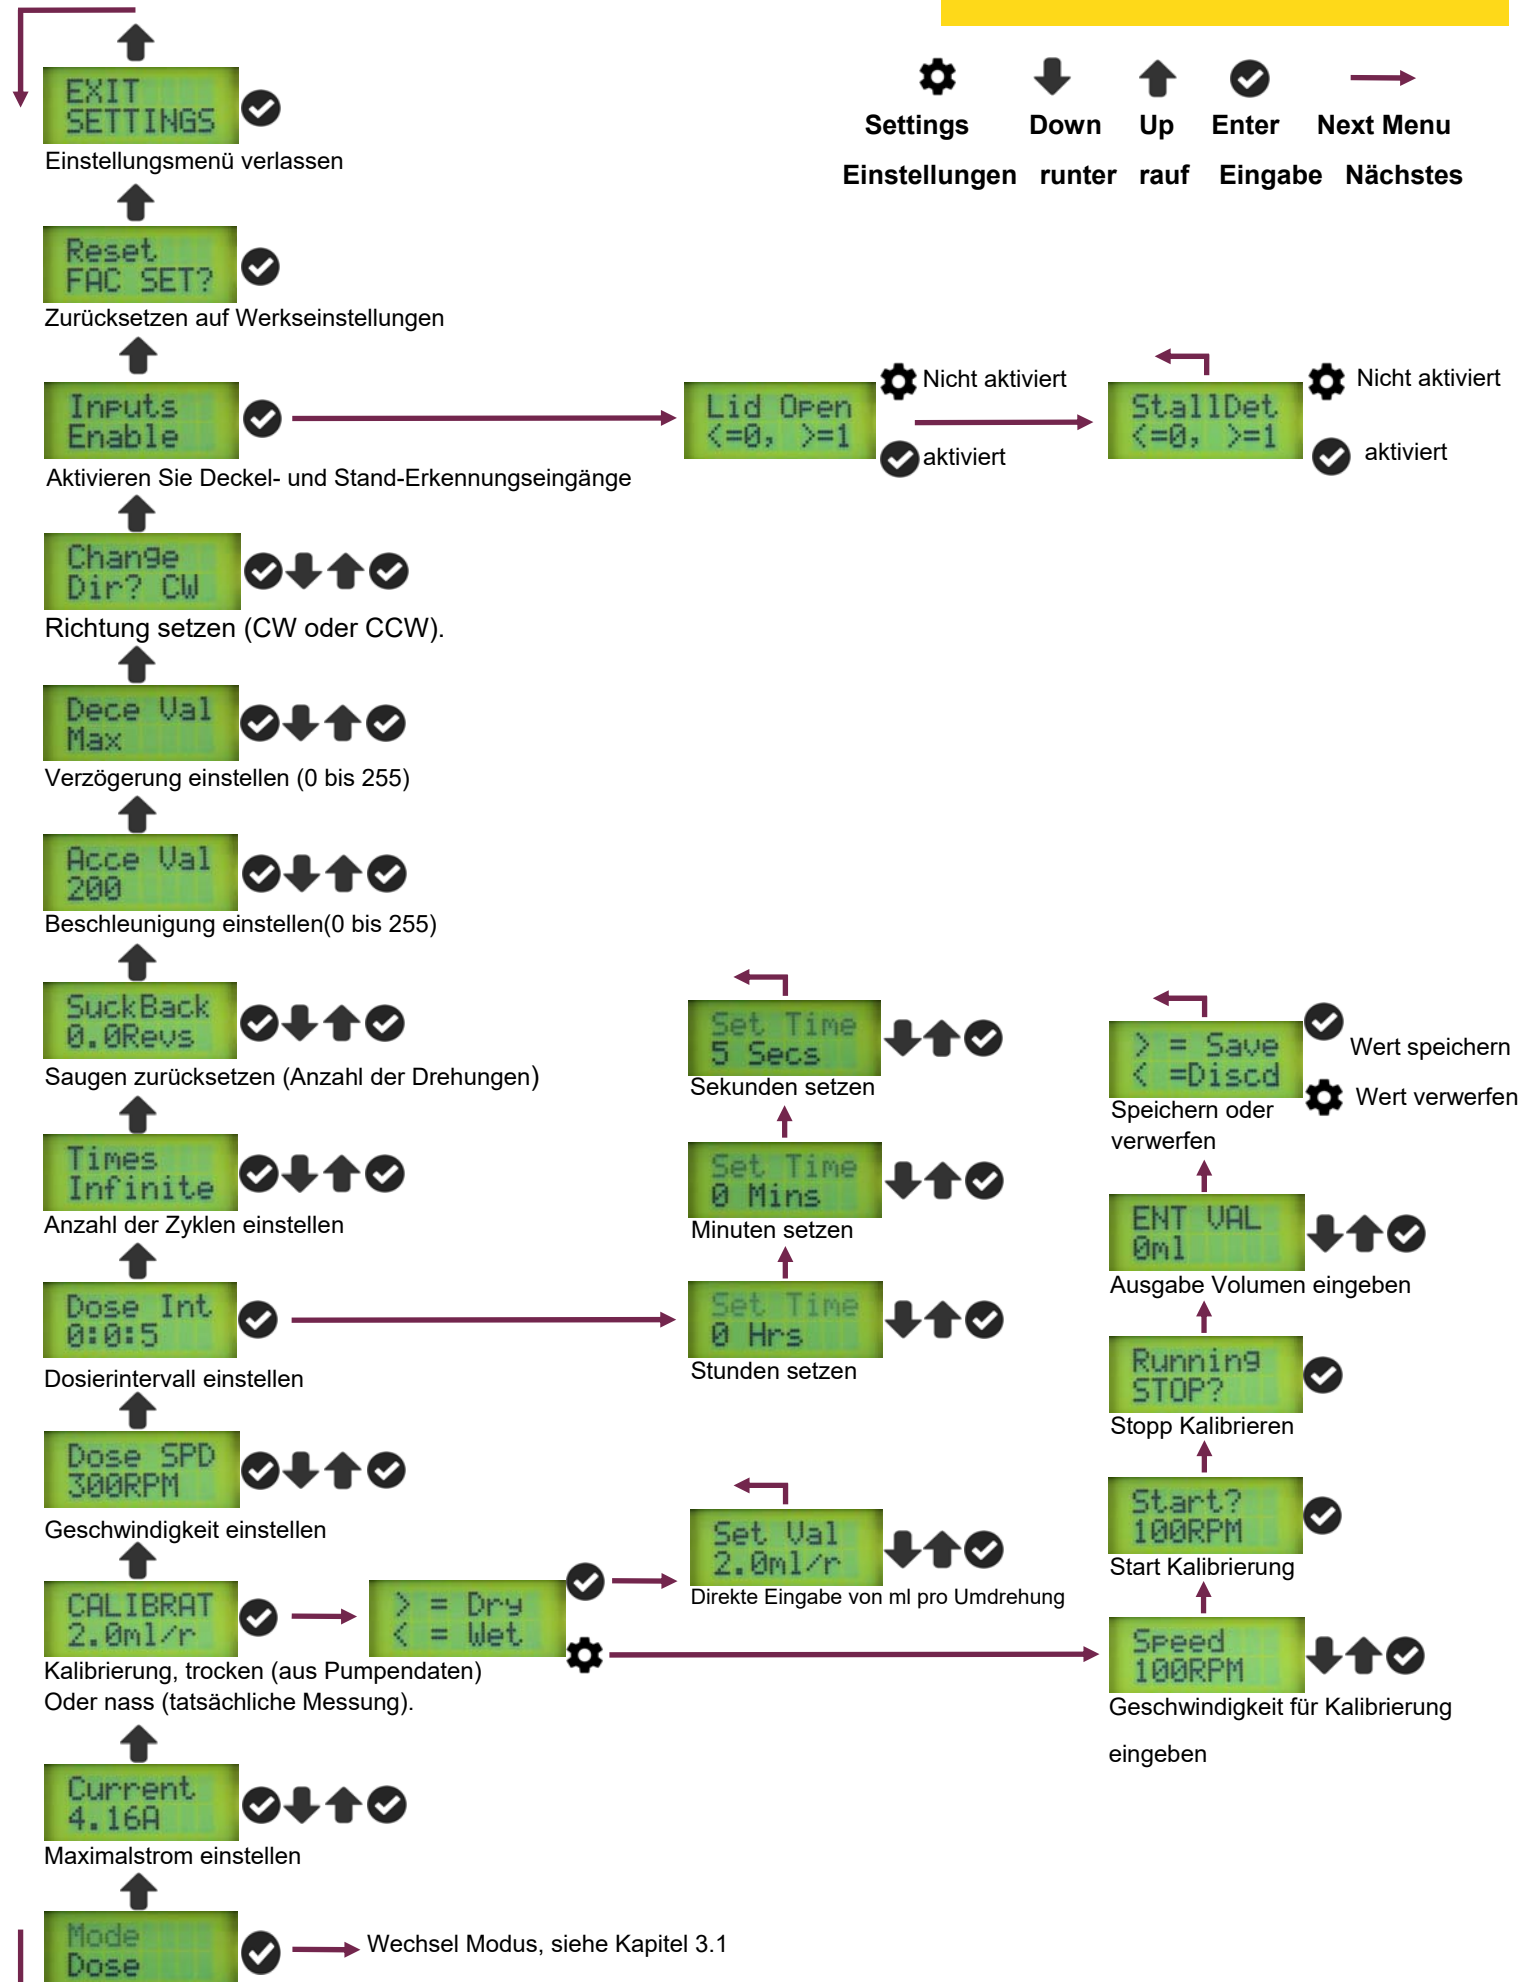 Settings Down Up Enter Next Menu
Einstellungen runter rauf Eingabe Nächstes
EXIT
SETTINGS
Einstellungsmenü verlassen
Reset
FAC SET?
Zurücksetzen auf Werkseinstellungen
Inputs
Enable
Aktivieren Sie Deckel- und Stand-Erkennungseingänge
Lid Open
<=0, >=1
Nicht aktiviert
aktiviert
StallDet
<=0, >=1
Nicht aktiviert
aktiviert
Change
Dir? CW
Richtung setzen (CW oder CCW).
Dece Val
Max
Verzögerung einstellen (0 bis 255)
Acce Val
200
Beschleunigung einstellen(0 bis 255)
SuckBack
0.0Revs
Saugen zurücksetzen (Anzahl der Drehungen)
Times
Infinite
Anzahl der Zyklen einstellen
Dose Int
0:0:5
Dosierintervall einstellen
Set Time
5 Secs
Sekunden setzen
Set Time
0 Mins
Minuten setzen
Set Time
0 Hrs
Stunden setzen
Dose SPD
300RPM
Geschwindigkeit einstellen
CALIBRAT
2.0ml/r
Kalibrierung, trocken (aus Pumpendaten)
Oder nass (tatsächliche Messung).
> = Dry
< = Wet
Set Val
2.0ml/r
Direkte Eingabe von ml pro Umdrehung
> = Save
< =Discd
Wert speichern
Wert verwerfen
Speichern oder
verwerfen
ENT VAL
0ml
Ausgabe Volumen eingeben
Running
STOP?
Stopp Kalibrieren
Start?
100RPM
Start Kalibrierung
Speed
100RPM
Geschwindigkeit für Kalibrierung
eingeben
Current
4.16A
Maximalstrom einstellen
Mode
Dose
Wechsel Modus, siehe Kapitel 3.1